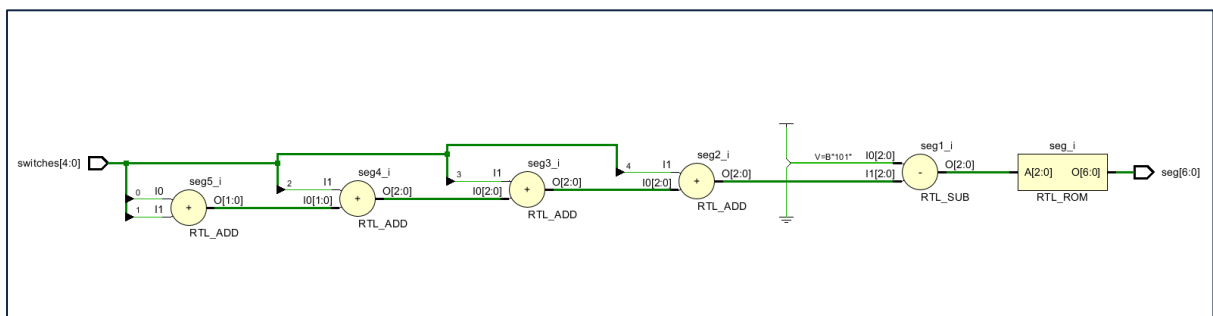 switches[4:0]
0
1
I0
I1
seg5_i
O[1:0]
RTL_ADD
2
I1
I0[1:0]
seg4_i
O[2:0]
RTL_ADD
3
I1
I0[2:0]
seg3_i
O[2:0]
RTL_ADD
4
I1
I0[2:0]
seg2_i
O[2:0]
RTL_ADD
V=B"101"
I0[2:0]
I1[2:0]
seg1_i
-
O[2:0]
RTL_SUB
seg_i
A[2:0] O[6:0]
RTL_ROM
seg[6:0]
+
+
+
+